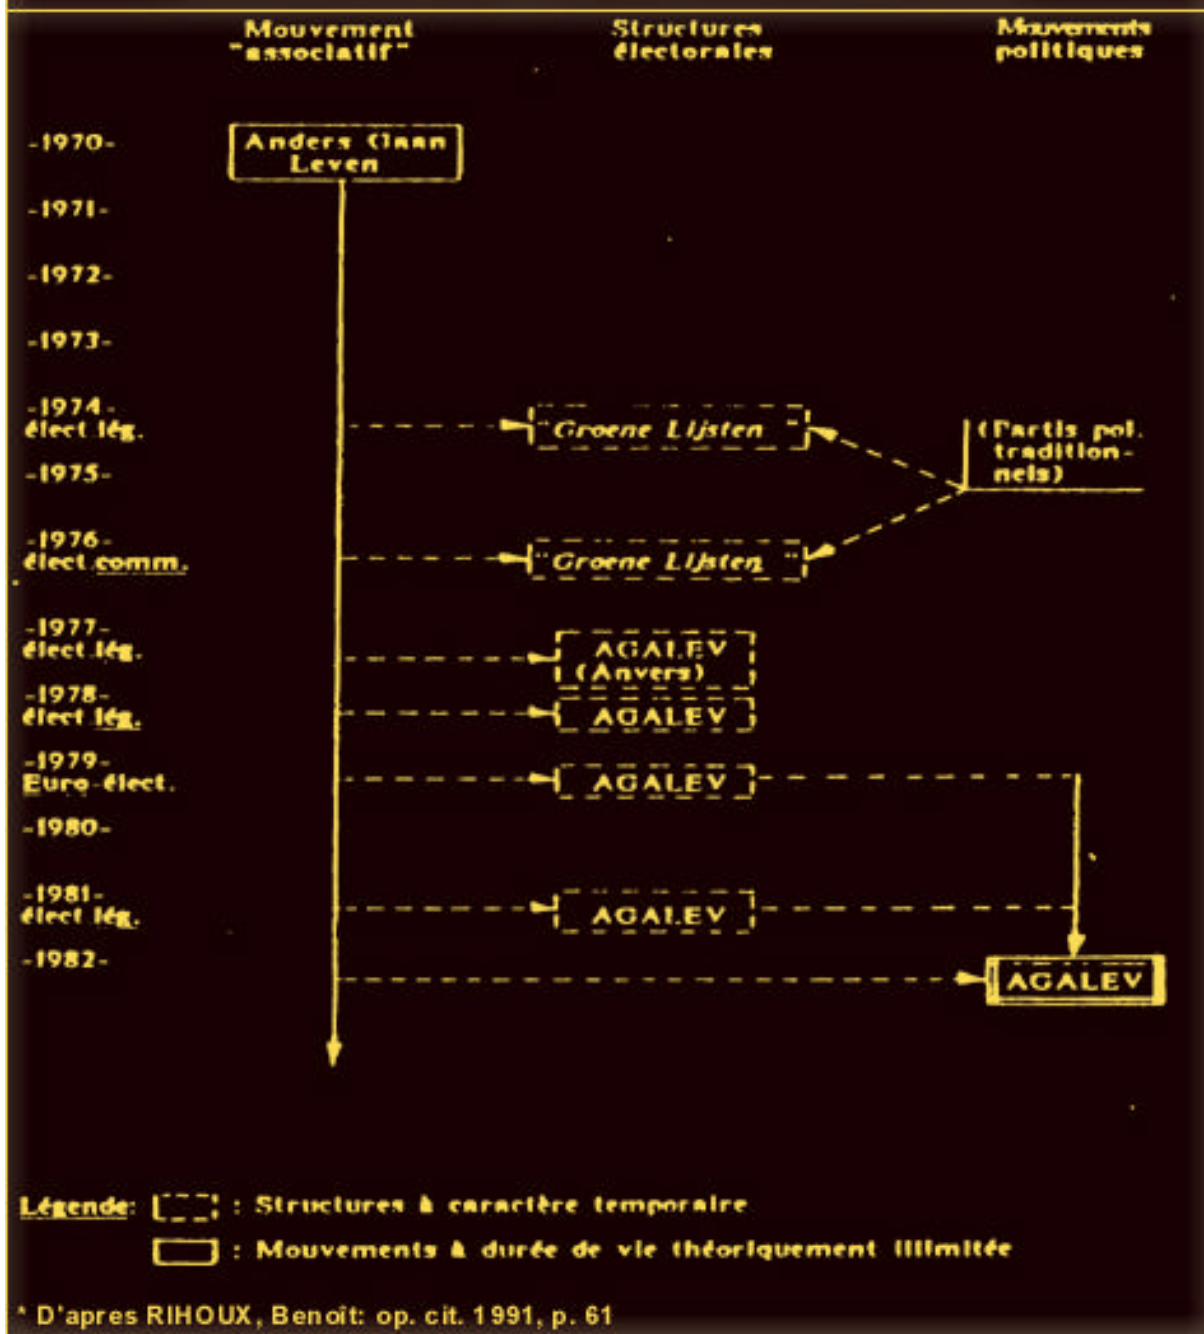 Mouvement
"associatif"
Structures
électorales
Mouvements
politiques
-1970-
Anders Gaan
Leven
-1971-
-1972-
-1973-
-1974-
élect.lég.
"Groene Lijsten "
(Partis pol.
tradition-
nels)
-1975-
-1976-
élect.comm.
"Groene Lijsten "
-1977-
élect.lég.
AGALEV
(Anvers)
-1978-
élect.lég.
AGALEV
-1979-
Euro-élect.
AGALEV
-1980-
-1981-
élect.lég.
AGALEV
-1982-
AGALEV
Légende: : Structures à caractère temporaire
: Mouvements à durée de vie théoriquement illimitée
* D'apres RIHOUX, Benoît: op. cit. 1991, p. 61